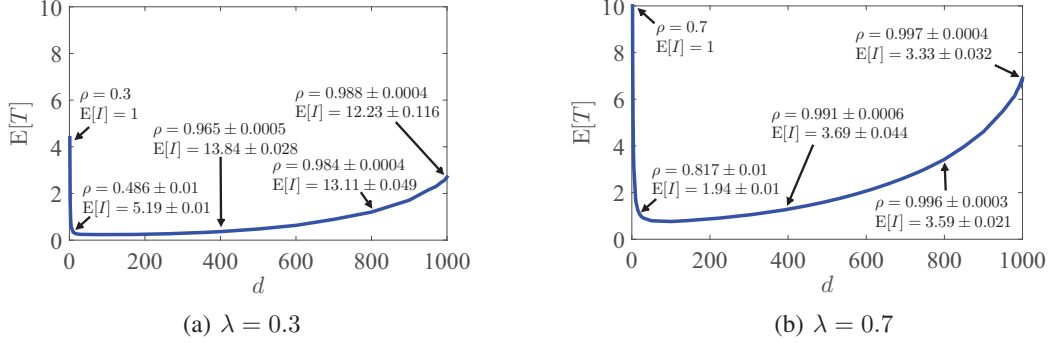 10
8
6
4
2
0
E[T]
ρ = 0.3
E[I] = 1
ρ = 0.486 ± 0.01
E[I] = 5.19 ± 0.01
ρ = 0.965 ± 0.0005
E[I] = 13.84 ± 0.028
ρ = 0.984 ± 0.0004
E[I] = 13.11 ± 0.049
ρ = 0.988 ± 0.0004
E[I] = 12.23 ± 0.116
0 200 400 600 800 1000
d
(a) λ = 0.3
10
8
6
4
2
0
E[T]
ρ = 0.7
E[I] = 1
ρ = 0.817 ± 0.01
E[I] = 1.94 ± 0.01
ρ = 0.991 ± 0.0006
E[I] = 3.69 ± 0.044
ρ = 0.997 ± 0.0004
E[I] = 3.33 ± 0.032
ρ = 0.996 ± 0.0003
E[I] = 3.59 ± 0.021
0 200 400 600 800 1000
d
(b) λ = 0.7